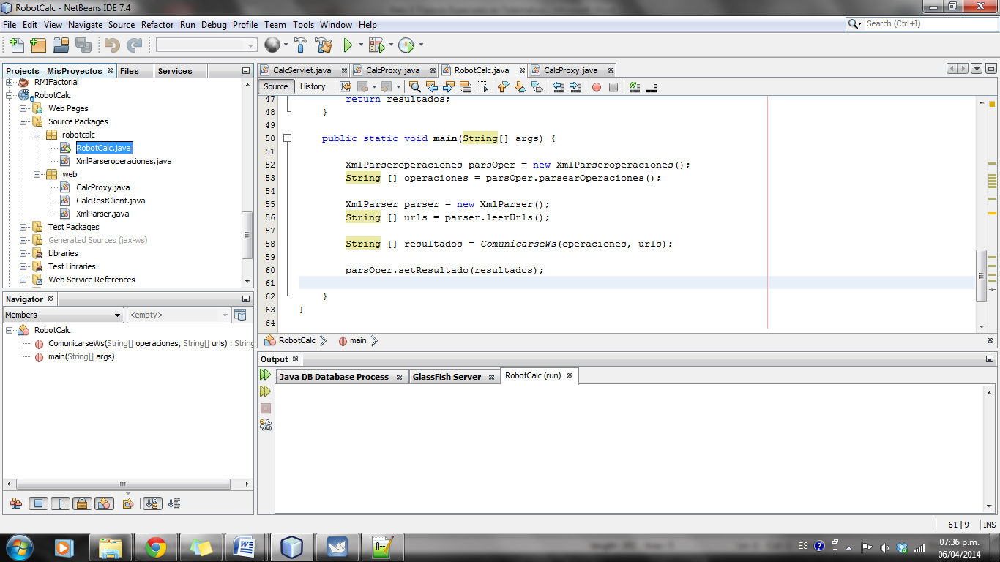 RobotCalc - NetBeans IDE 7.4
File Edit View Navigate Source Refactor Run Debug Profile Team Tools Window Help
Search (Ctrl+I)
Projects - MisProyectos
Files
Services
RMIFactorial
RobotCalc
Web Pages
Source Packages
robotcalc
RobotCalc.java
XmlParseroperaciones.java
web
CalcProxy.java
CalcRestClient.java
XmlParser.java
Test Packages
Generated Sources (jax-ws)
Libraries
Test Libraries
Web Service References
Navigator
Members
<empty>
RobotCalc
ComunicarseWs(String[] operaciones, String[] urls) : String
main(String[] args)
CalcServlet.java
CalcProxy.java
RobotCalc.java
CalcProxy.java
Source
History
47 return resultados;
48 }
49
50 public static void main(String[] args) {
51
52 XmlParseroperaciones parsOper = new XmlParseroperaciones();
53 String [] operaciones = parsOper.parsearOperaciones();
54
55 XmlParser parser = new XmlParser();
56 String [] urls = parser.leerUrls();
57
58 String [] resultados = ComunicarseWs(operaciones, urls);
59
60 parsOper.setResultado(resultados);
61
62 }
63 }
64
RobotCalc
main
Output
Java DB Database Process
GlassFish Server
RobotCalc (run)
61 | 9
INS
ES
07:36 p.m.
06/04/2014